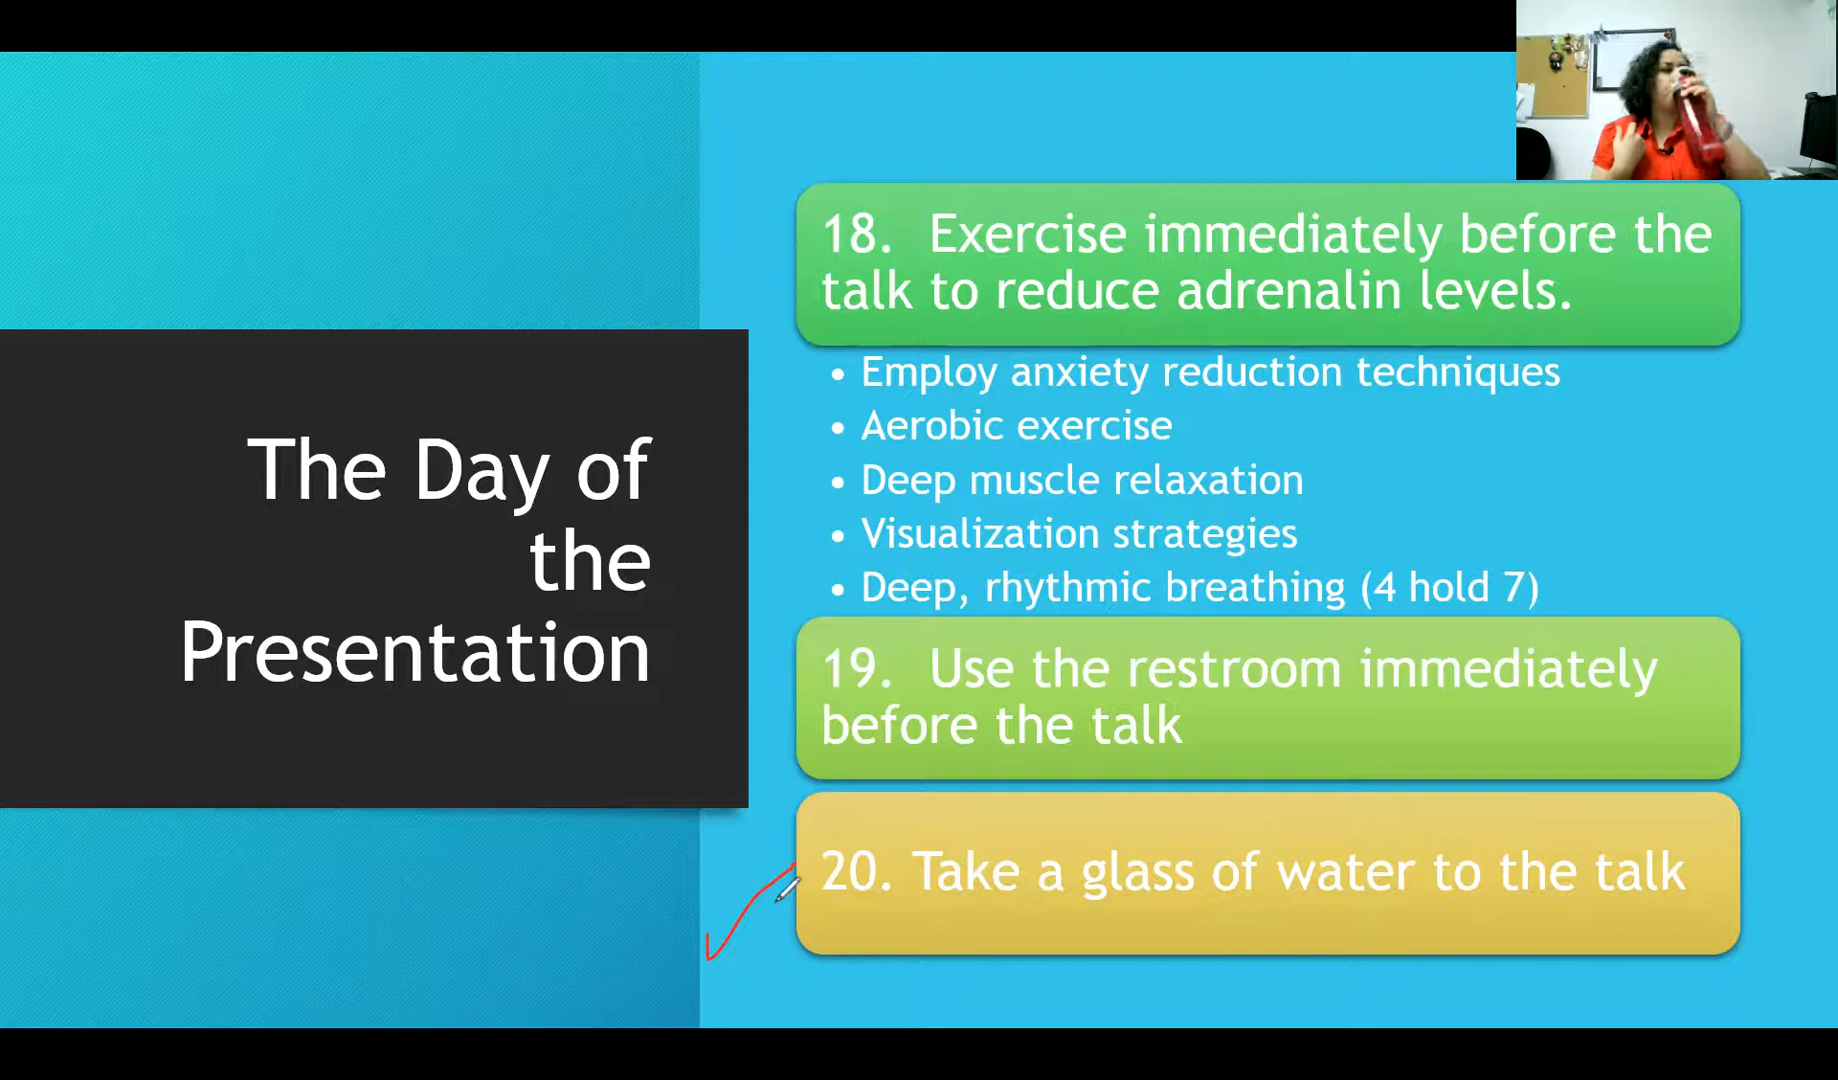 The Day of
the
Presentation
18. Exercise immediately before the
talk to reduce adrenalin levels.
• Employ anxiety reduction techniques
• Aerobic exercise
• Deep muscle relaxation
• Visualization strategies
• Deep, rhythmic breathing (4 hold 7)
19. Use the restroom immediately
before the talk
20. Take a glass of water to the talk